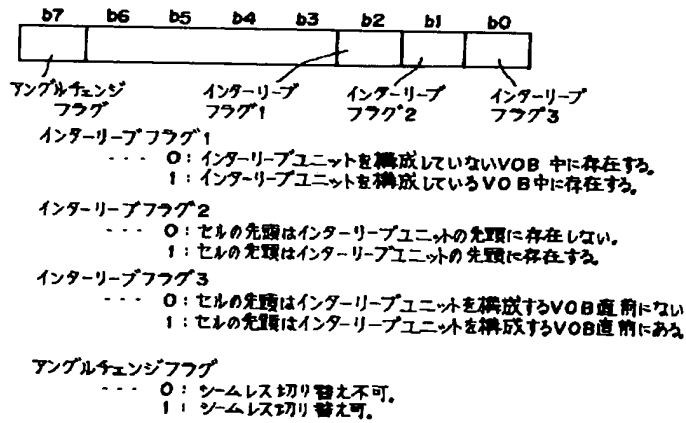 b7 b6 b5 b4 b3 b2 b1 b0
アングルチェンジ
フラグ
インターリーブ
フラグ1
インターリーブ
フラグ2
インターリーブ
フラグ3
インターリーブフラグ1
--- 0:インターリーブユニットを構成していないVOB中に存在する。
1:インターリーブユニットを構成しているVOB中に存在する。
インターリーブフラグ2
--- 0:セルの先頭はインターリーブユニットの先頭に存在しない。
1:セルの先頭はインターリーブユニットの先頭に存在する。
インターリーブフラグ3
--- 0:セルの先頭はインターリーブユニットを構成するVOB直前にない
1:セルの先頭はインターリーブユニットを構成するVOB直前にある。
アングルチェンジフラグ
--- 0:シームレス切り替え不可。
1:シームレス切り替え可。